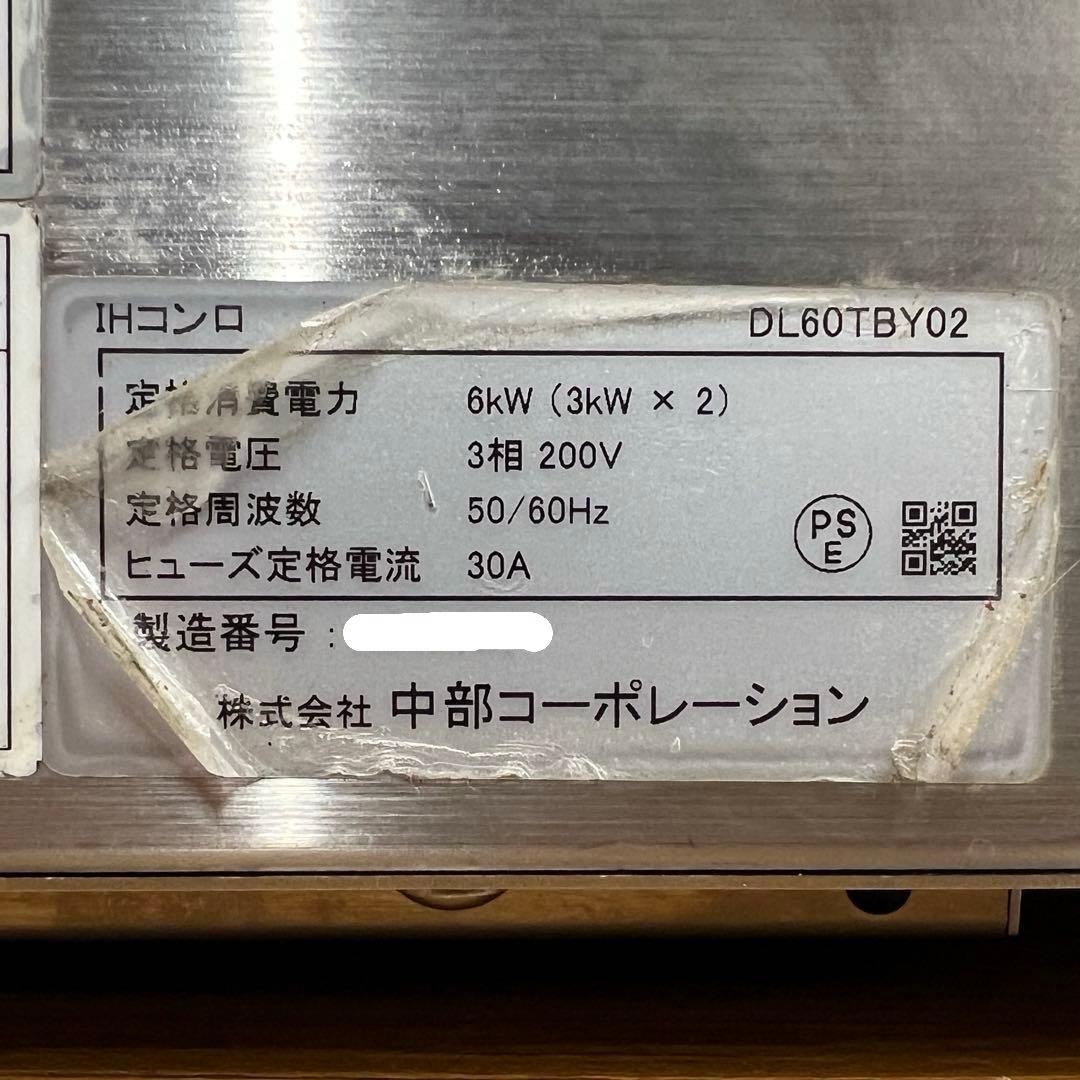 IHコンロ DL60TBY02
定格消費電力 6kW (3kW × 2)
定格電圧 3相 200V
定格周波数 50/60Hz
ヒューズ定格電流 30A
PS
E
製造番号 :
株式会社 中部コーポレーション